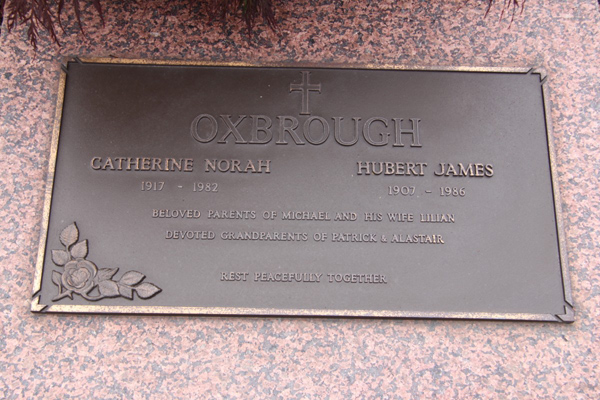 OXBROUGH
CATHERINE NORAH HUBERT JAMES
1917 - 1982 1907 - 1986
BELOVED PARENTS OF MICHAEL AND HIS WIFE LILIAN
DEVOTED GRANDPARENTS OF PATRICK & ALASTAIR
REST PEACEFULLY TOGETHER